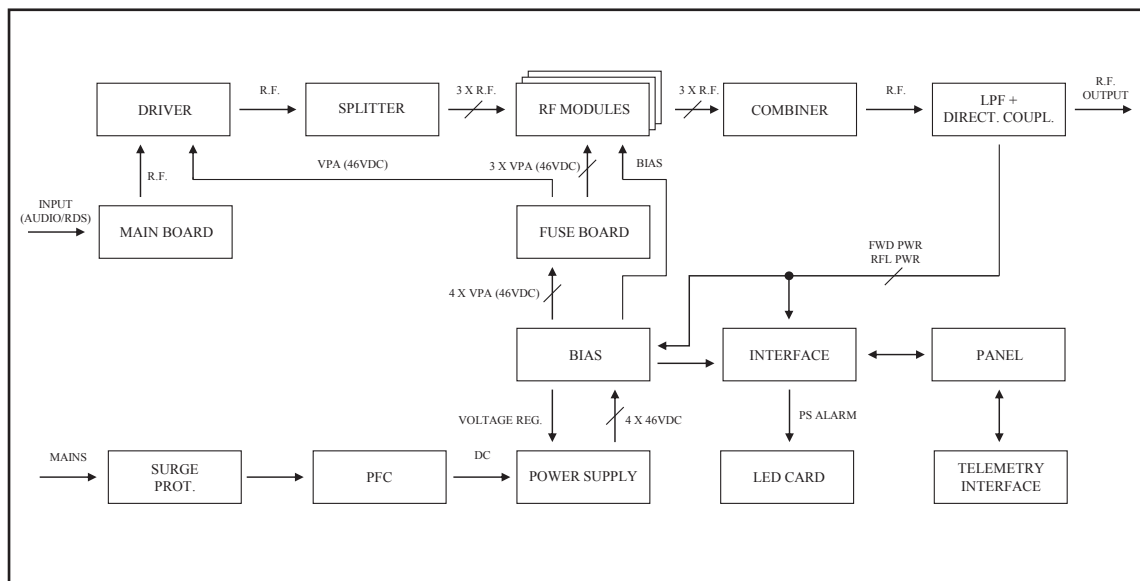 DRIVER
R.F.
SPLITTER
3 X R.F.
RF MODULES
3 X R.F.
COMBINER
R.F.
LPF +
DIRECT. COUPL.
R.F.
OUTPUT
R.F.
VPA (46VDC)
3 X VPA (46VDC)
BIAS
INPUT
(AUDIO/RDS)
MAIN BOARD
FUSE BOARD
FWD PWR
RFL PWR
4 X VPA (46VDC)
BIAS
INTERFACE
PANEL
VOLTAGE REG.
4 X 46VDC
PS ALARM
MAINS
SURGE
PROT.
PFC
DC
POWER SUPPLY
LED CARD
TELEMETRY
INTERFACE